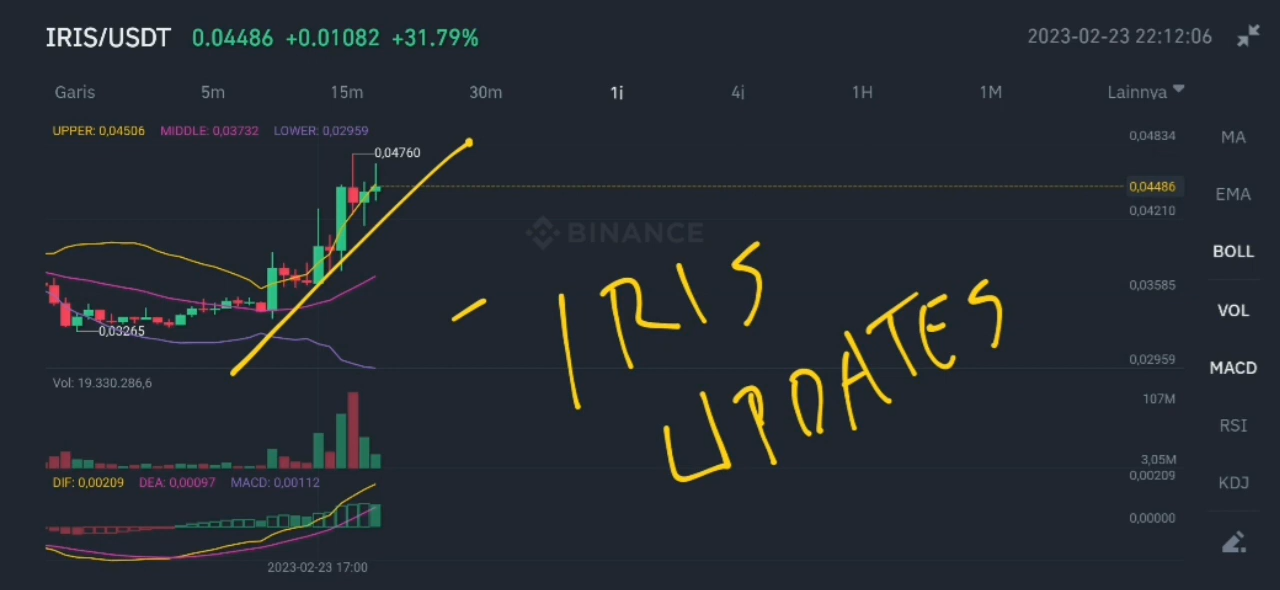 IRIS/USDT 0.04486 +0.01082 +31.79% 2023-02-23 22:12:06
Garis 5m 15m 30m 1j 4j 1H 1M Lainnya
UPPER: 0,04506 MIDDLE: 0,03732 LOWER: 0,02959
0,04834
MA
0,04760
0,04486
EMA
0,04210
BINANCE
BOLL
0,03585
- IRIS
VOL
0,03265
0,02959
MACD
UPDATES
Vol: 19.330.286,6
107M
RSI
3,05M
0,00209
DIF: 0,00209 DEA: 0,00097 MACD: 0,00112
KDJ
0,00000
2023-02-23 17:00